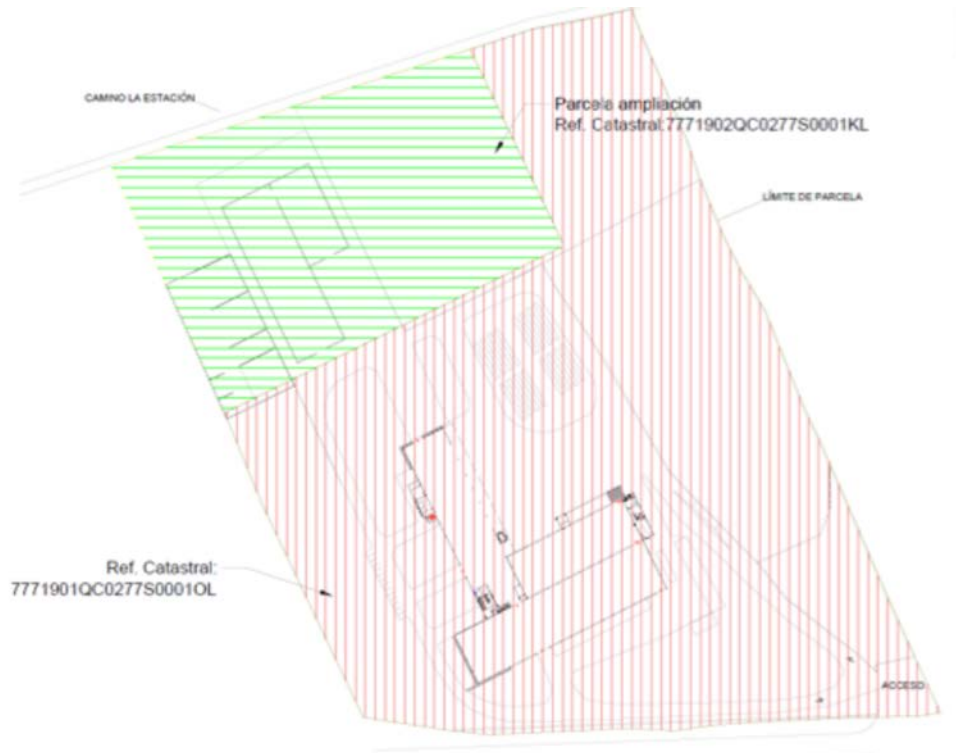 CAMINO LA ESTACIÓN
Parcela ampliación
Ref. Catastral:7771902QC0277S0001KL
LÍMITE DE PARCELA
Ref. Catastral:
7771901QC0277S0001OL
ACCESO